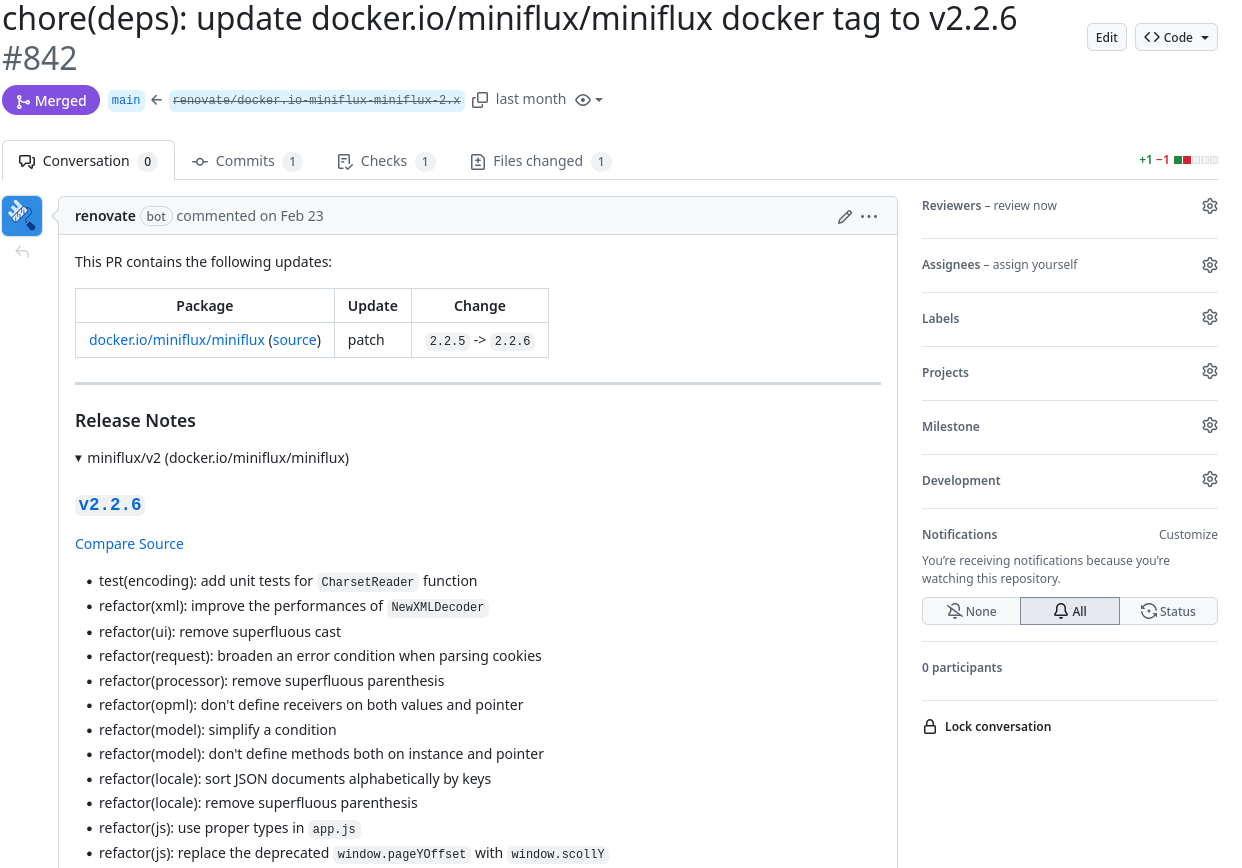 chore(deps): update docker.io/miniflux/miniflux docker tag to v2.2.6
#842
Edit
<> Code
Merged
main ← renovate/docker.io-miniflux-miniflux-2.x last month
Conversation 0
Commits 1
Checks 1
Files changed 1
+1 −1
renovate bot commented on Feb 23
This PR contains the following updates:
Package Update Change
docker.io/miniflux/miniflux (source) patch 2.2.5 -> 2.2.6
Release Notes
▾ miniflux/v2 (docker.io/miniflux/miniflux)
v2.2.6
Compare Source
• test(encoding): add unit tests for CharsetReader function
• refactor(xml): improve the performances of NewXMLDecoder
• refactor(ui): remove superfluous cast
• refactor(request): broaden an error condition when parsing cookies
• refactor(processor): remove superfluous parenthesis
• refactor(opml): don't define receivers on both values and pointer
• refactor(model): simplify a condition
• refactor(model): don't define methods both on instance and pointer
• refactor(locale): sort JSON documents alphabetically by keys
• refactor(locale): remove superfluous parenthesis
• refactor(js): use proper types in app.js
• refactor(js): replace the deprecated window.pageYOffset with window.scollY
Reviewers – review now
Assignees – assign yourself
Labels
Projects
Milestone
Development
Notifications Customize
You're receiving notifications because you're
watching this repository.
None All Status
0 participants
Lock conversation